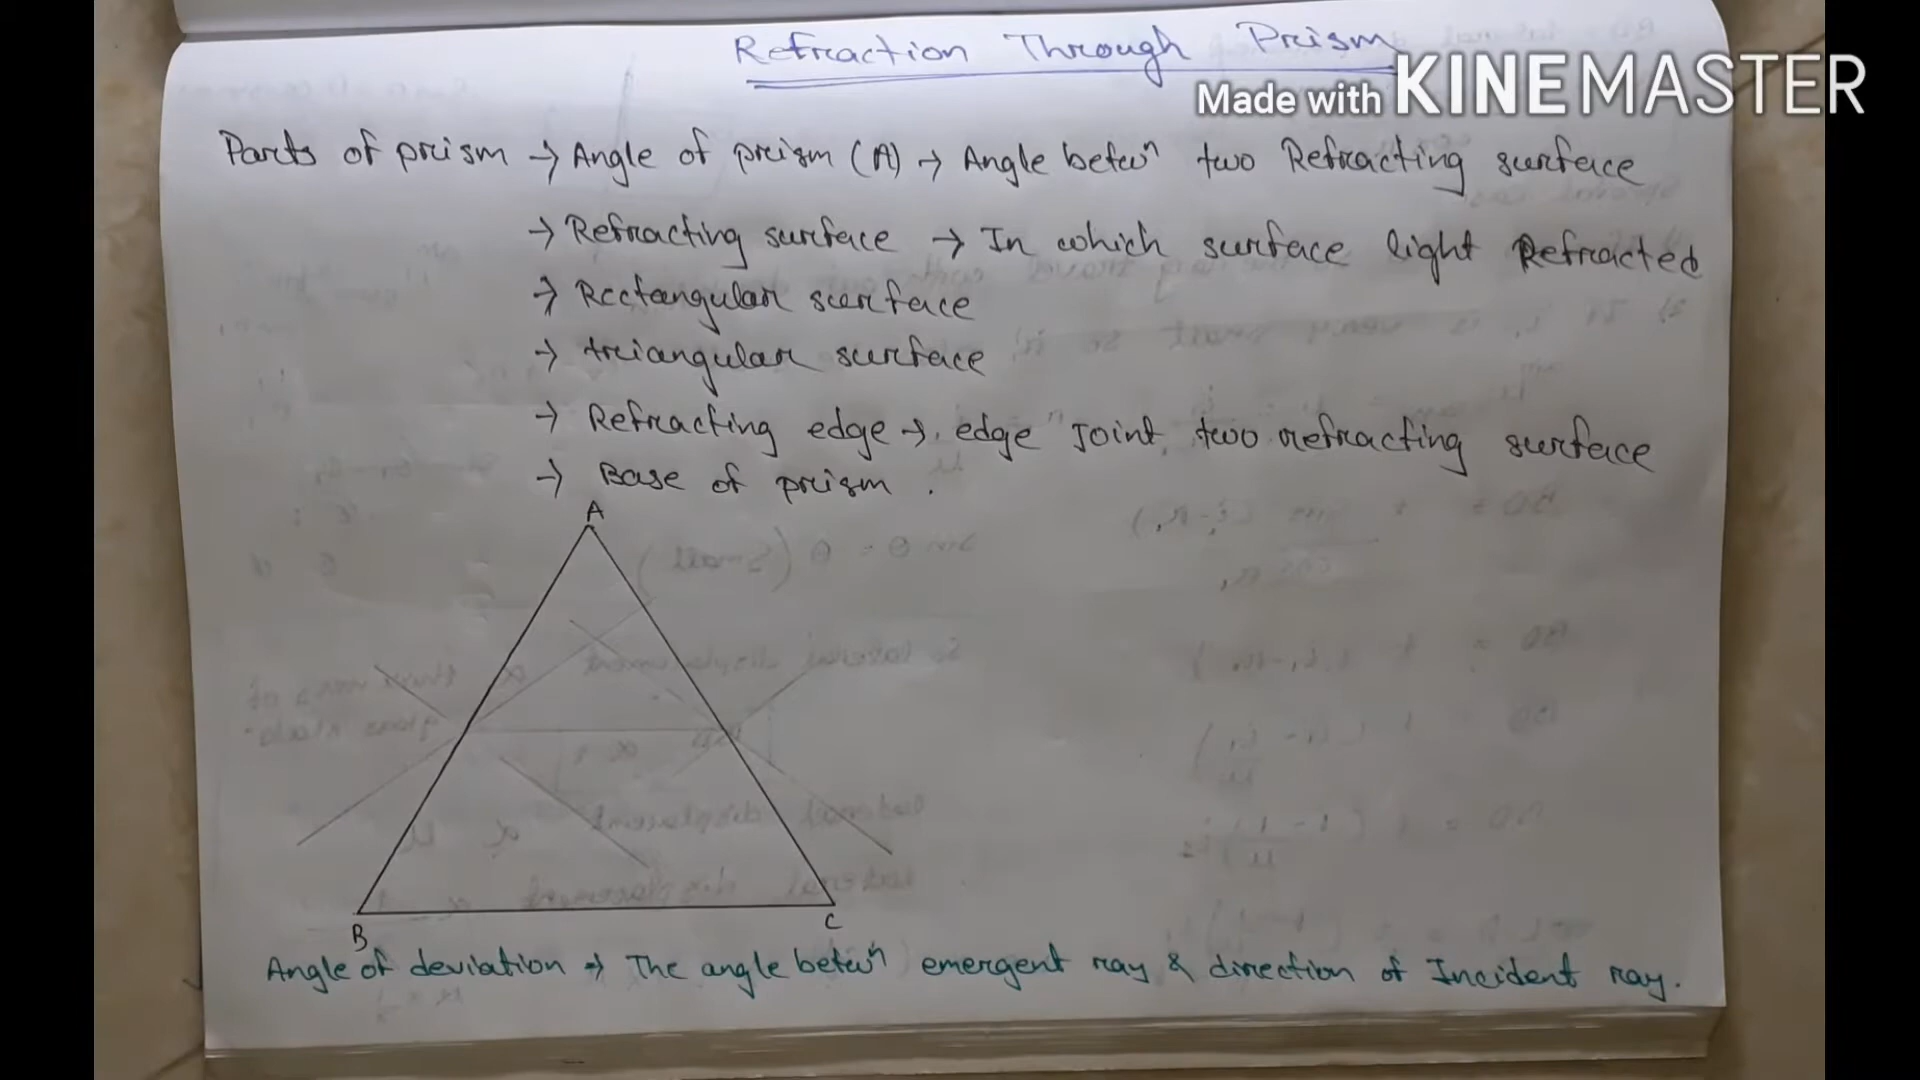 Refraction Through Prism
Made with KINEMASTER
Parts of prism → Angle of prism (A) → Angle betwⁿ two Refracting surface
→ Refracting surface → In which surface light Refracted
→ Rectangular surface
→ triangular surface
→ Refracting edge → edge Joint two refracting surface
→ Base of prism .
A
B
C
Angle of deviation → The angle betwⁿ emergent ray & direction of Incident ray.